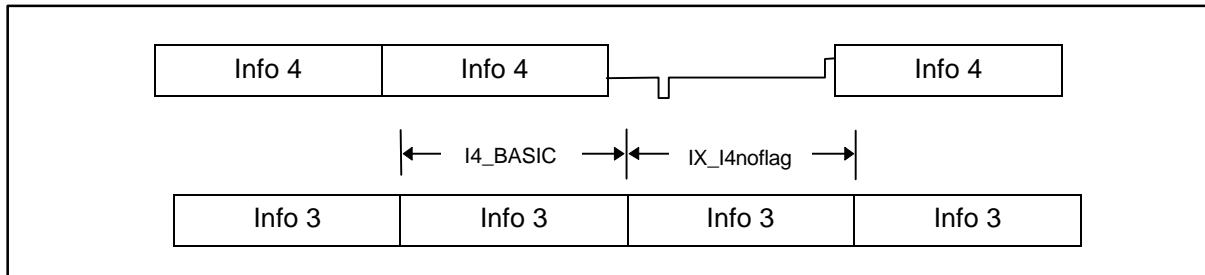 Info 4 Info 4 Info 4
I4_BASIC IX_I4noflag
Info 3 Info 3 Info 3 Info 3